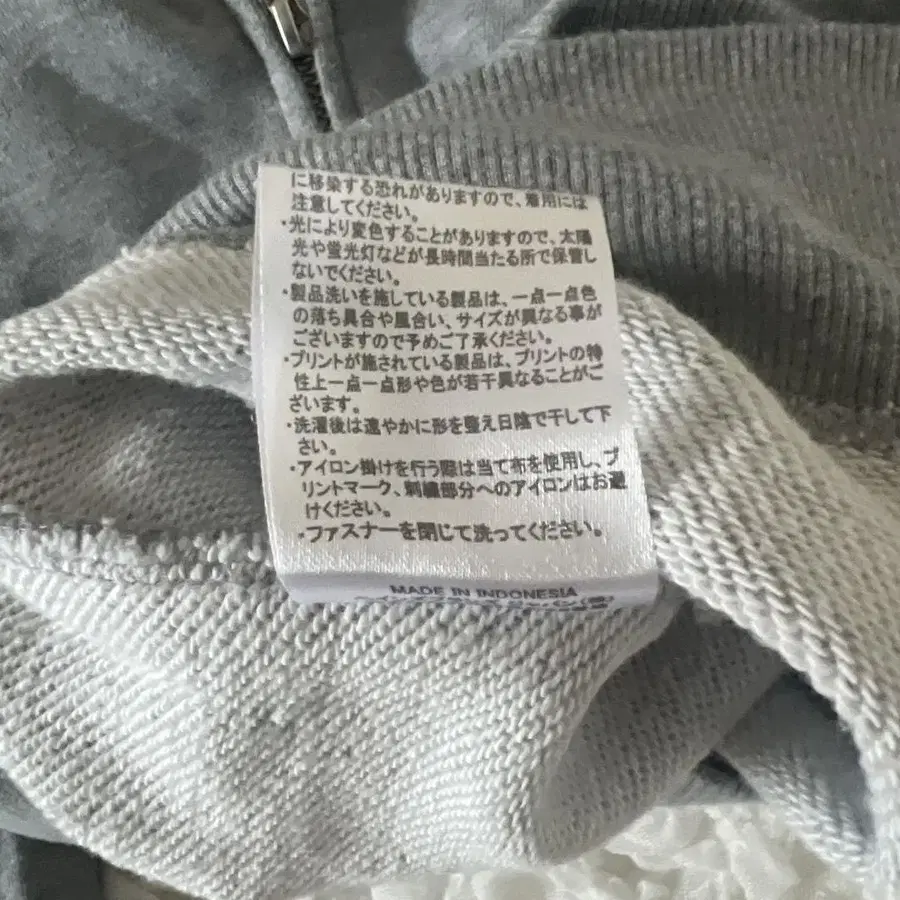 に移染する恐れがありますので、着用には
注意してください。
・光により変色することがありますので、太陽
光や蛍光灯などが長時間当たる所で保管し
ないでください。
・製品洗いを施している製品は、一点一点色
の落ち具合や風合い、サイズが異なる事が
ございますので予めご了承ください。
・プリントが施されている製品は、プリントの特
性上一点一点形や色が若干異なることがご
ざいます。
・洗濯後は速やかに形を整え日陰で干して下
さい。
・アイロン掛けを行う際は当て布を使用し、プ
リントマーク、刺繍部分へのアイロンはお避
けください。
・ファスナーを閉じて洗ってください。
MADE IN INDONESIA